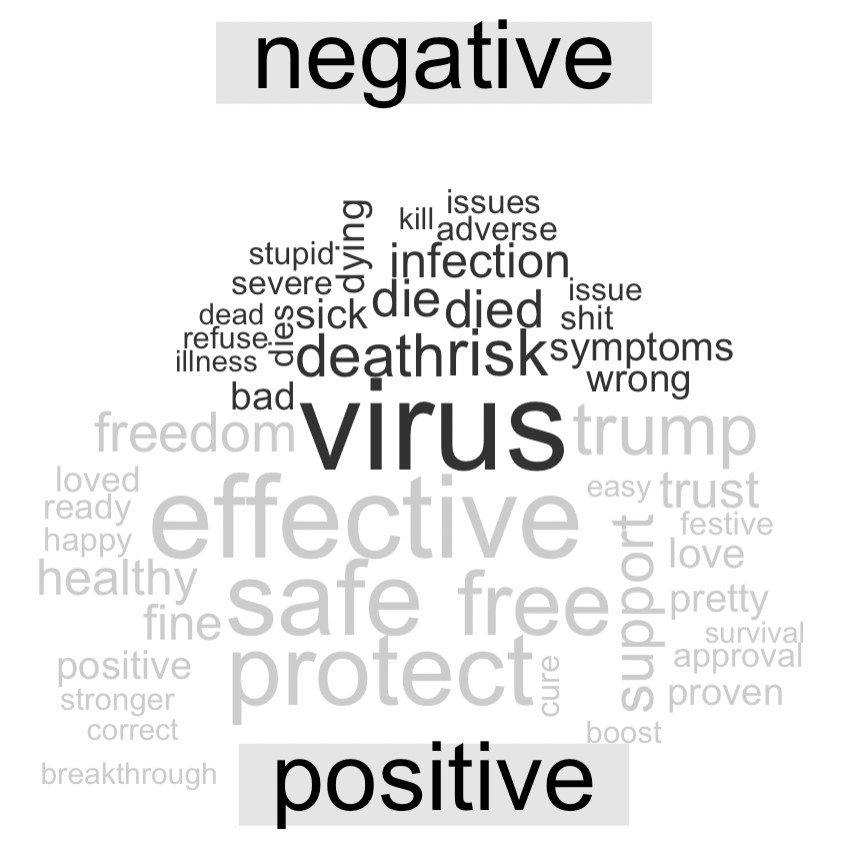 negative
issues
kill
adverse
dying
stupid
infection
severe
die
died
issue
dead
dies
sick
shit
refuse
illness
death
risk
symptoms
wrong
bad
virus
freedom
trump
loved
effective
easy
trust
ready
festive
happy
support
love
healthy
safe
free
pretty
fine
survival
positive
protect
cure
approval
stronger
proven
correct
boost
breakthrough
positive